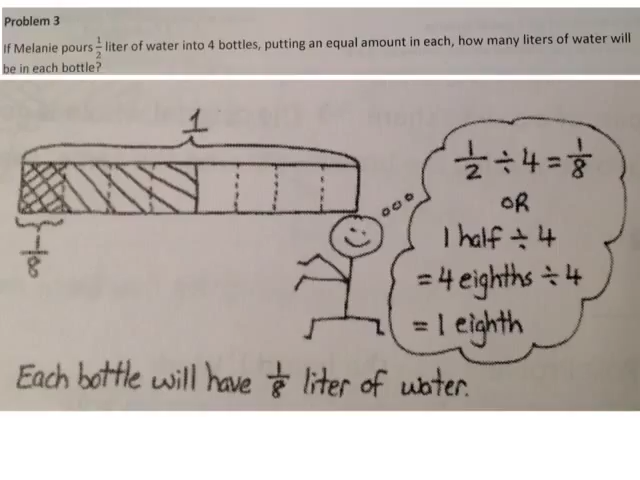 Problem 3
If Melanie pours 1/2 liter of water into 4 bottles, putting an equal amount in each, how many liters of water will
be in each bottle?
1
1/8
1/2 ÷ 4 = 1/8
OR
1 half ÷ 4
= 4 eighths ÷ 4
= 1 eighth
Each bottle will have 1/8 liter of water.